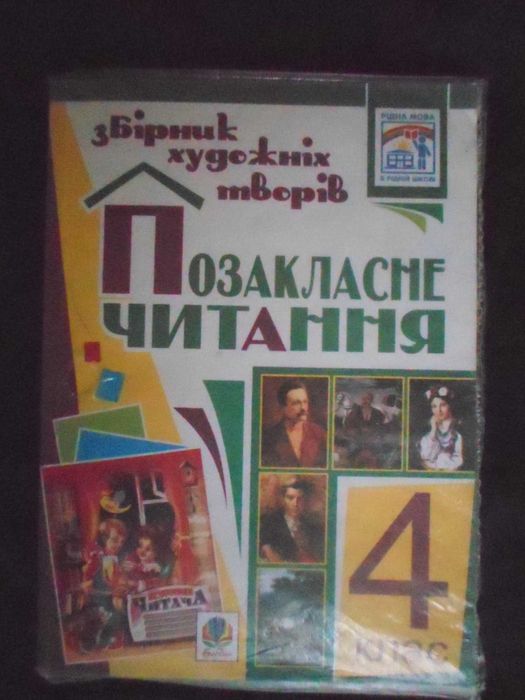 збірник
художніх
творів
РІДНА МОВА
В РІДНІЙ ШКОЛІ
ПОЗАКЛАСНЕ
ЧИТАННЯ
ЧИТАЧА
4
клас